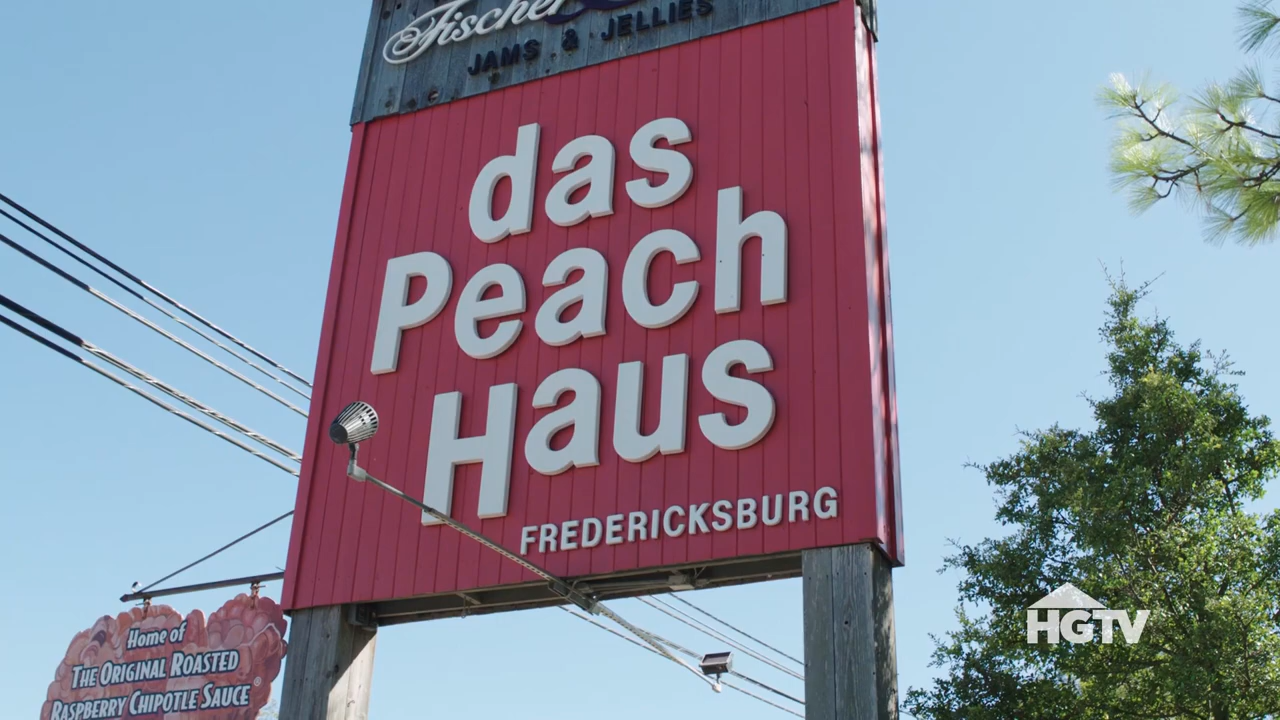 Fischer
JAMS & JELLIES
das
Peach
Haus
FREDERICKSBURG
Home of
THE ORIGINAL ROASTED
RASPBERRY CHIPOTLE SAUCE
HGTV